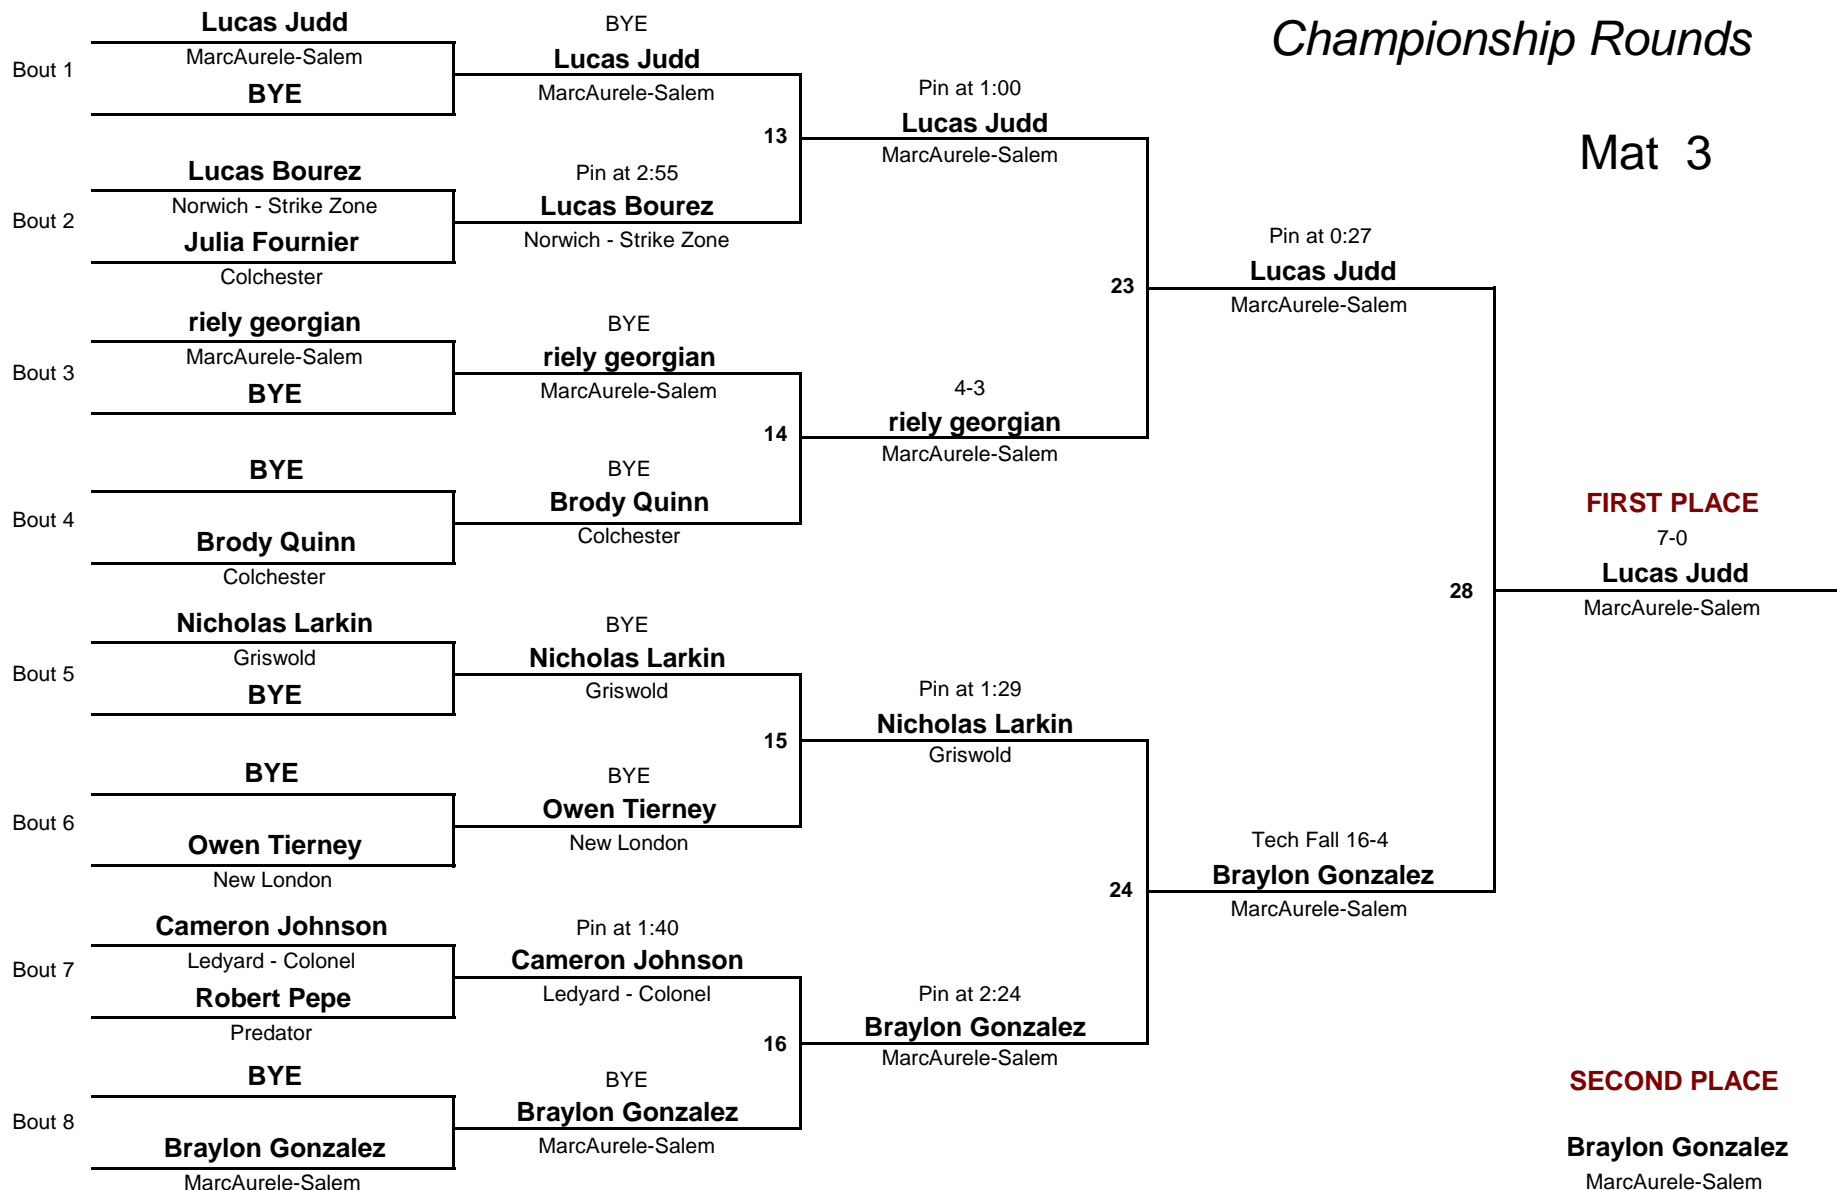 Championship Rounds
Mat 3
Bout 1
Lucas Judd
MarcAurele-Salem
BYE
Bout 2
Lucas Bourez
Norwich - Strike Zone
Julia Fournier
Colchester
Bout 3
riely georgian
MarcAurele-Salem
BYE
Bout 4
BYE
Brody Quinn
Colchester
Bout 5
Nicholas Larkin
Griswold
BYE
Bout 6
BYE
Owen Tierney
New London
Bout 7
Cameron Johnson
Ledyard - Colonel
Robert Pepe
Predator
Bout 8
BYE
Braylon Gonzalez
MarcAurele-Salem
BYE
Lucas Judd
MarcAurele-Salem
13
Pin at 2:55
Lucas Bourez
Norwich - Strike Zone
BYE
riely georgian
MarcAurele-Salem
14
BYE
Brody Quinn
Colchester
BYE
Nicholas Larkin
Griswold
15
BYE
Owen Tierney
New London
Pin at 1:40
Cameron Johnson
Ledyard - Colonel
16
BYE
Braylon Gonzalez
MarcAurele-Salem
Pin at 1:00
Lucas Judd
MarcAurele-Salem
23
4-3
riely georgian
MarcAurele-Salem
Pin at 1:29
Nicholas Larkin
Griswold
24
Pin at 2:24
Braylon Gonzalez
MarcAurele-Salem
Pin at 0:27
Lucas Judd
MarcAurele-Salem
28
Tech Fall 16-4
Braylon Gonzalez
MarcAurele-Salem
FIRST PLACE
7-0
Lucas Judd
MarcAurele-Salem
SECOND PLACE
Braylon Gonzalez
MarcAurele-Salem